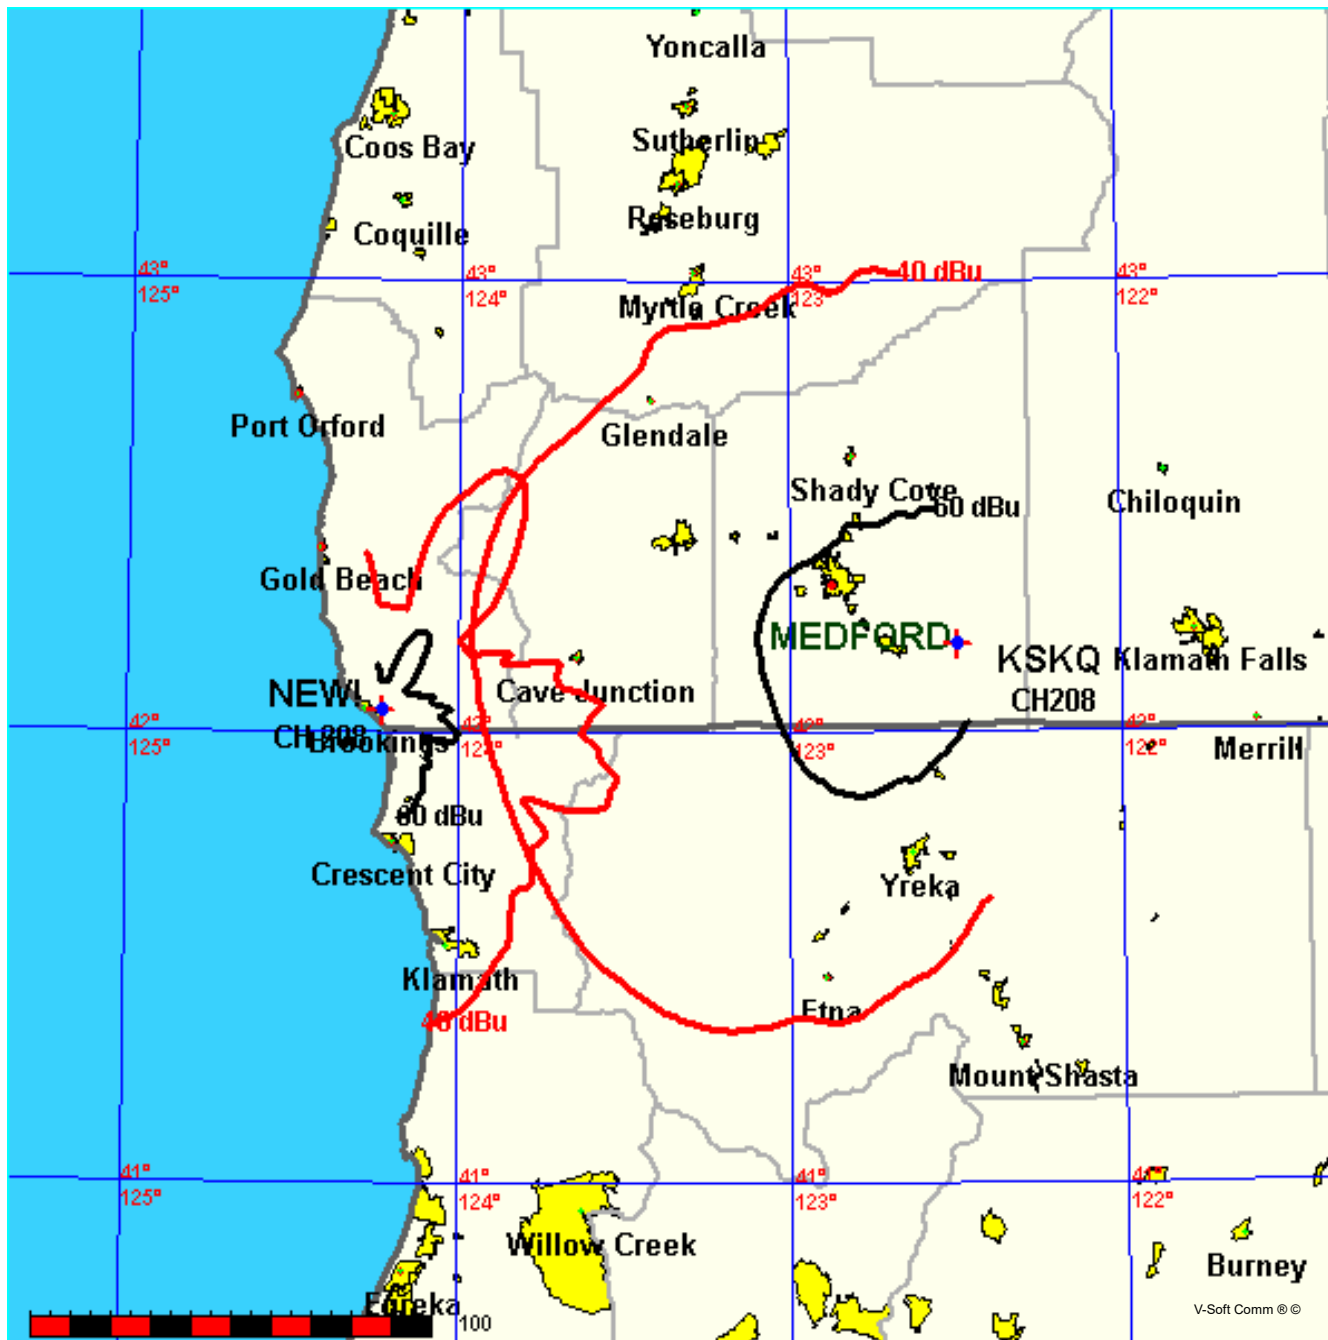 Yoncalla
Sutherlin
Coos Bay
Roseburg
Coquille
43°
125°
43°
124°
43°
123°
40 dBu
43°
122°
Myrtle Creek
Port Orford
Glendale
Shady Cove
60 dBu
Chiloquin
Gold Beach
MEDFORD
KSKQ
CH208
Klamath Falls
NEWL
CH 208
Brookings
Cave Junction
42°
125°
42°
124°
42°
123°
42°
122°
Merrill
60 dBu
Crescent City
Yreka
Klamath
40 dBu
Etna
Mount Shasta
41°
125°
41°
124°
41°
123°
41°
122°
Willow Creek
Burney
Eureka
100
V-Soft Comm ® ©